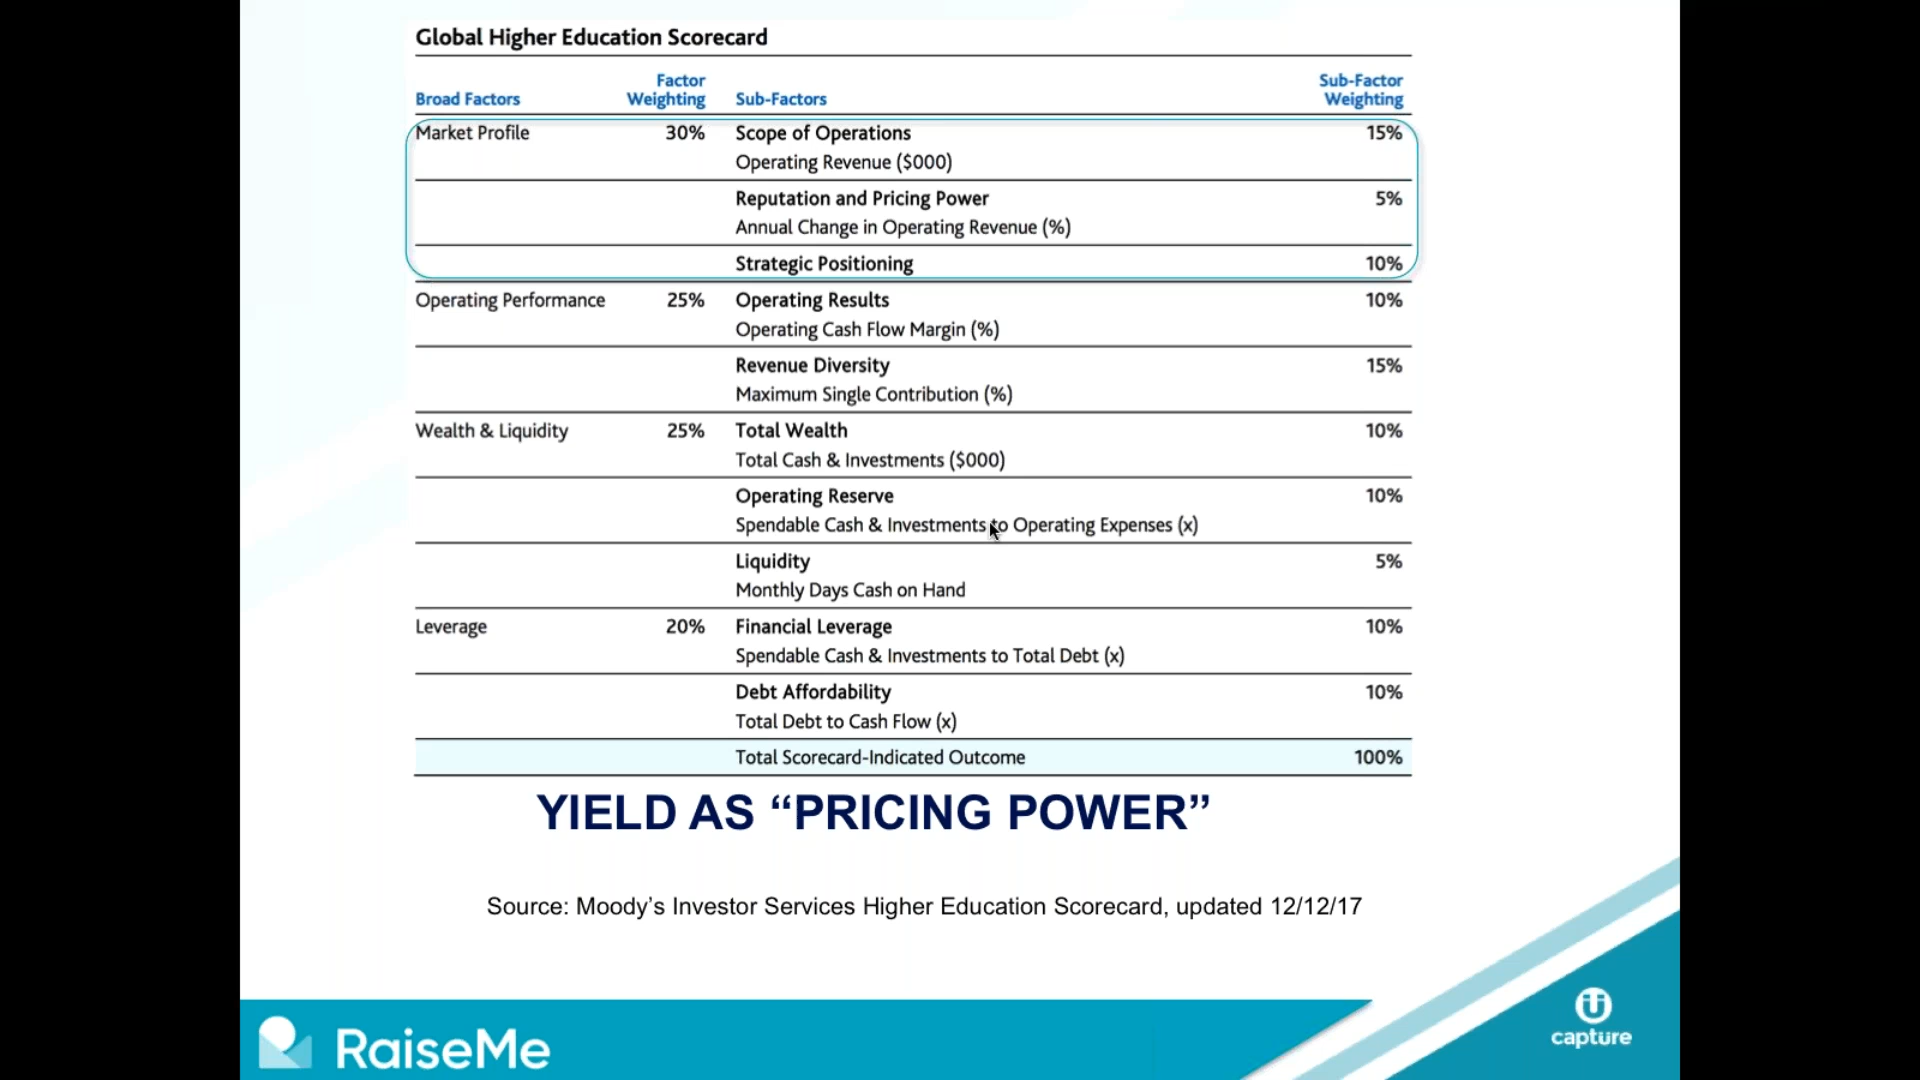 Global Higher Education Scorecard
Broad Factors Factor Weighting Sub-Factors Sub-Factor Weighting
Market Profile 30% Scope of Operations 15%
Operating Revenue ($000)
Reputation and Pricing Power 5%
Annual Change in Operating Revenue (%)
Strategic Positioning 10%
Operating Performance 25% Operating Results 10%
Operating Cash Flow Margin (%)
Revenue Diversity 15%
Maximum Single Contribution (%)
Wealth & Liquidity 25% Total Wealth 10%
Total Cash & Investments ($000)
Operating Reserve 10%
Spendable Cash & Investments to Operating Expenses (x)
Liquidity 5%
Monthly Days Cash on Hand
Leverage 20% Financial Leverage 10%
Spendable Cash & Investments to Total Debt (x)
Debt Affordability 10%
Total Debt to Cash Flow (x)
Total Scorecard-Indicated Outcome 100%
YIELD AS “PRICING POWER”
Source: Moody’s Investor Services Higher Education Scorecard, updated 12/12/17
RaiseMe
capture